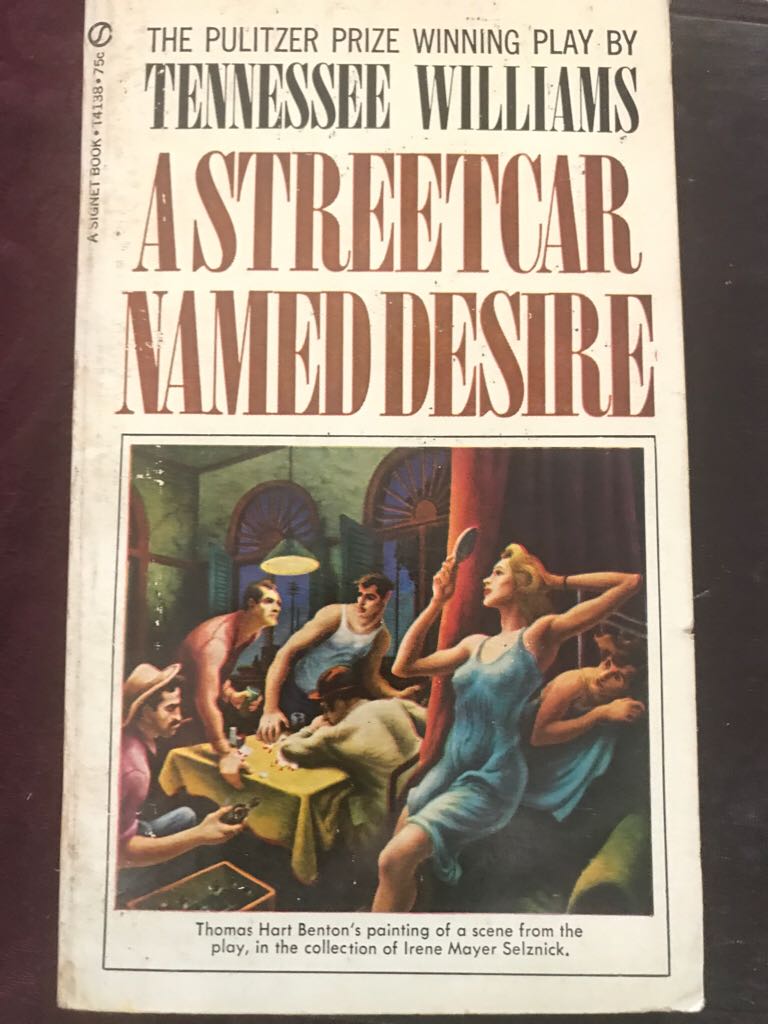 A SIGNET BOOK • T4138 • 75c
THE PULITZER PRIZE WINNING PLAY BY
TENNESSEE WILLIAMS
A STREETCAR
NAMED DESIRE
Thomas Hart Benton's painting of a scene from the
play, in the collection of Irene Mayer Selznick.